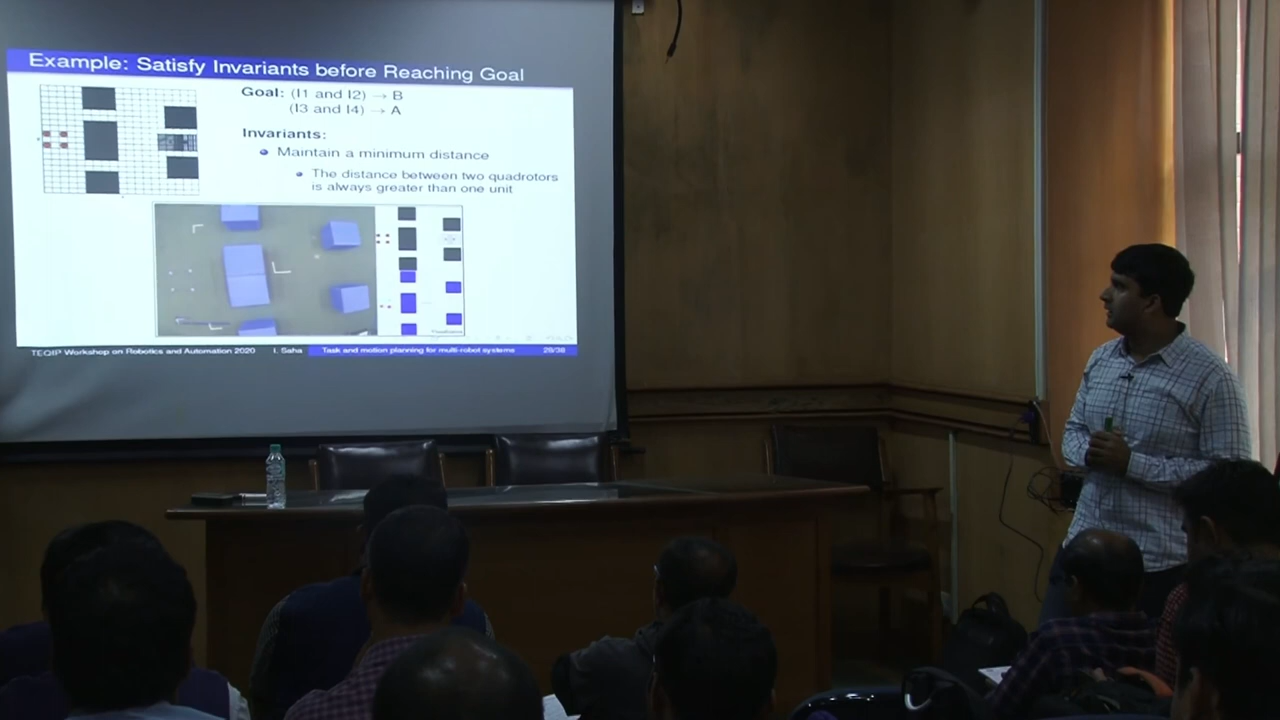 Example: Satisfy Invariants before Reaching Goal
Goal: (I1 and I2) → B
(I3 and I4) → A
Invariants:
Maintain a minimum distance
The distance between two quadrotors
is always greater than one unit
TEQIP Workshop on Robotics and Automation 2020 I. Saha Task and motion planning for multi-robot systems 28/38